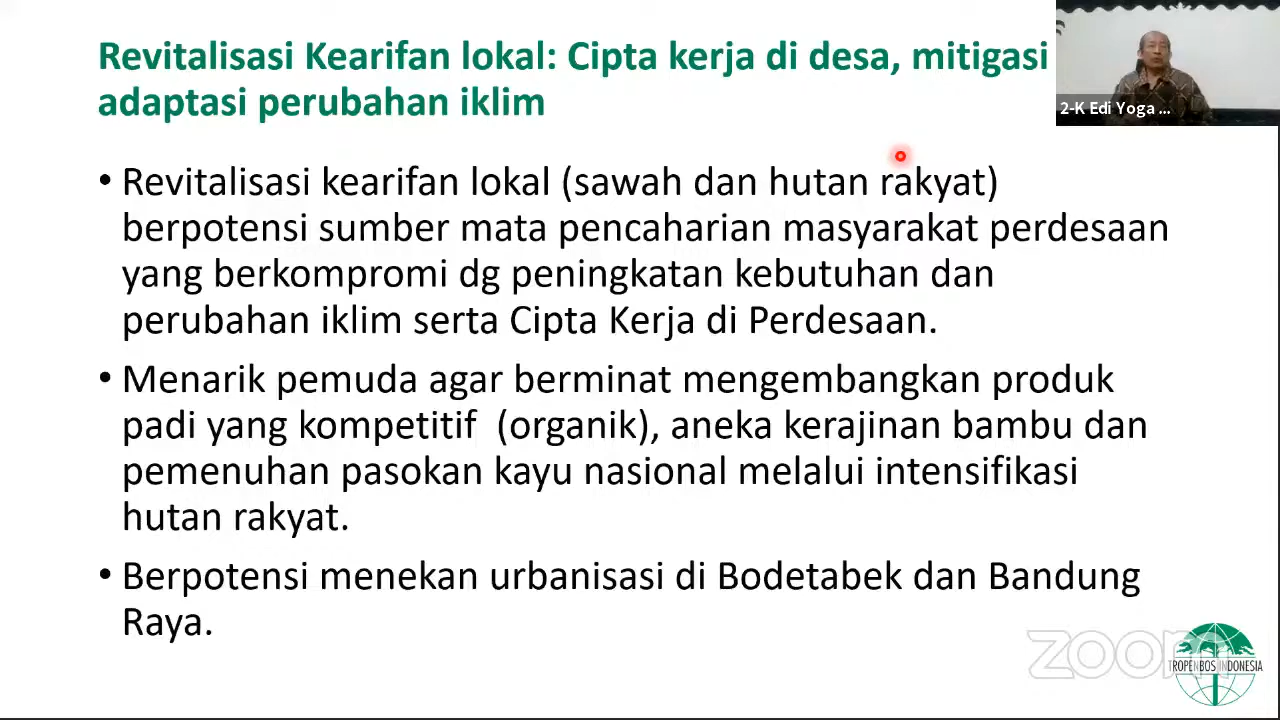 Revitalisasi Kearifan lokal: Cipta kerja di desa, mitigasi
adaptasi perubahan iklim
2-K Edi Yoga ...
• Revitalisasi kearifan lokal (sawah dan hutan rakyat)
berpotensi sumber mata pencaharian masyarakat perdesaan
yang berkompromi dg peningkatan kebutuhan dan
perubahan iklim serta Cipta Kerja di Perdesaan.
• Menarik pemuda agar berminat mengembangkan produk
padi yang kompetitif (organik), aneka kerajinan bambu dan
pemenuhan pasokan kayu nasional melalui intensifikasi
hutan rakyat.
• Berpotensi menekan urbanisasi di Bodetabek dan Bandung
Raya.
zoom
TROPENBOS INDONESIA